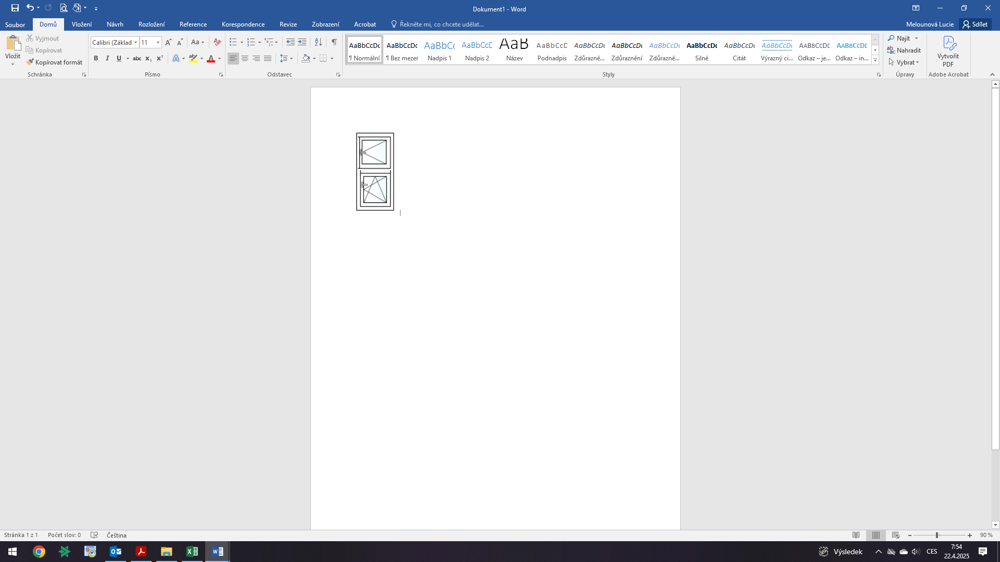 Dokument1 - Word
Soubor Domů Vložení Návrh Rozložení Reference Korespondence Revize Zobrazení Acrobat Řekněte mi, co chcete udělat... Melounová Lucie Sdílet
Vložit
Vyjmout
Kopírovat
Kopírovat formát
Schránka
Calibri (Základ 11
Písmo
Odstavec
AaBbCcDc AaBbCcDc AaBbCc AaBbCcD AaB AaBbCcD AaBbCcDc AaBbCcDc AaBbCcDc AaBbCcDc AaBbCcDc AaBbCcDc AABBCCDD AABBCCDD
¶ Normální ¶ Bez mezer Nadpis 1 Nadpis 2 Název Podnadpis Zdůrazně... Zdůraznění Zdůrazně... Silné Citát Výrazný ci... Odkaz – je... Odkaz – in...
Styly
Najít
Nahradit
Vybrat
Úpravy
Vytvořit
PDF
Adobe Acrobat
Stránka 1 z 1 Počet slov: 0 Čeština 90 %
Výsledek CES 7:54
22.4.2025